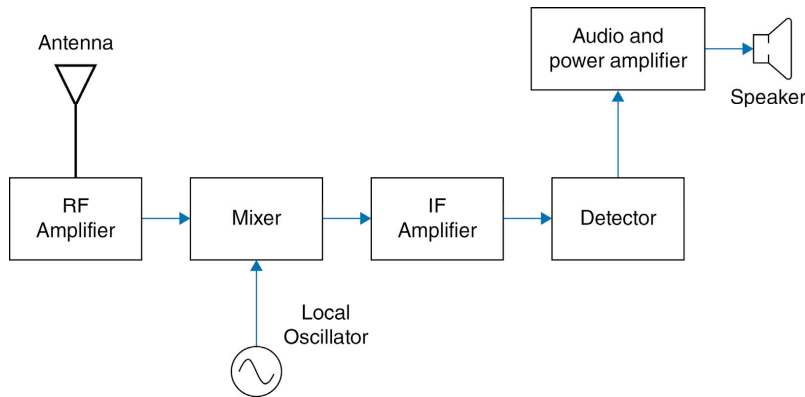 Antenna
Audio and
power amplifier
Speaker
RF
Amplifier
Mixer
IF
Amplifier
Detector
Local
Oscillator